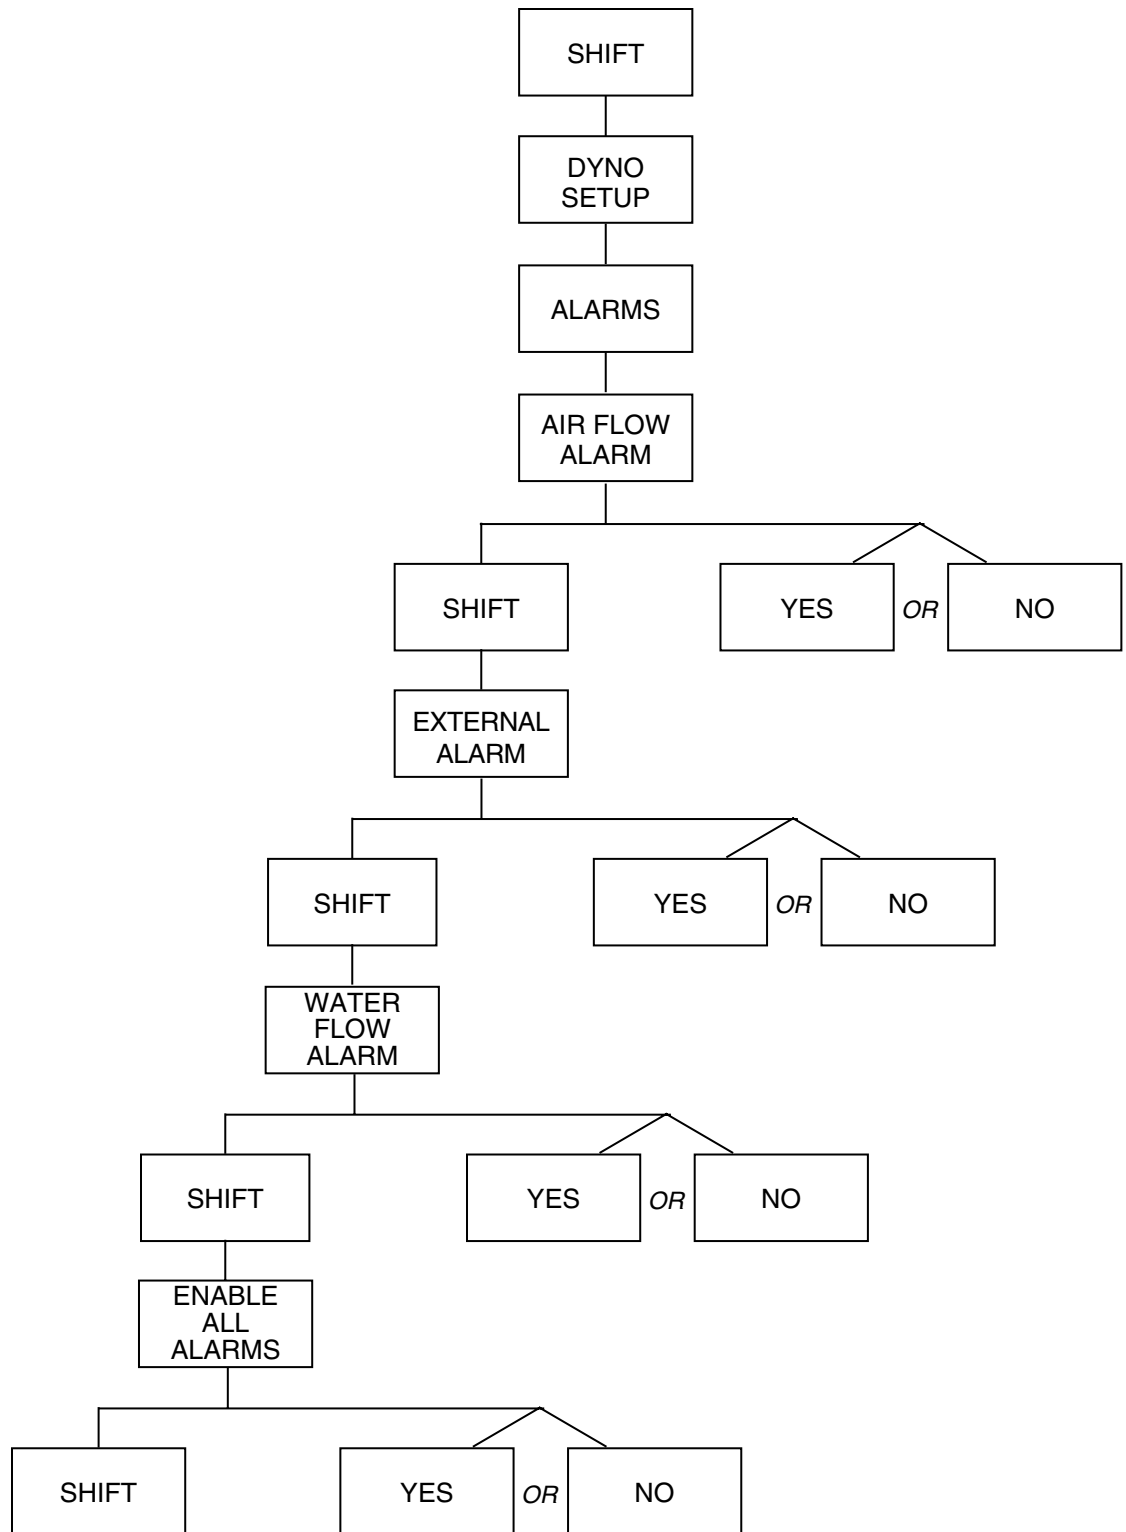 SHIFT
DYNO
SETUP
ALARMS
AIR FLOW
ALARM
SHIFT
YES
OR
NO
EXTERNAL
ALARM
SHIFT
YES
OR
NO
WATER
FLOW
ALARM
SHIFT
YES
OR
NO
ENABLE
ALL
ALARMS
SHIFT
YES
OR
NO